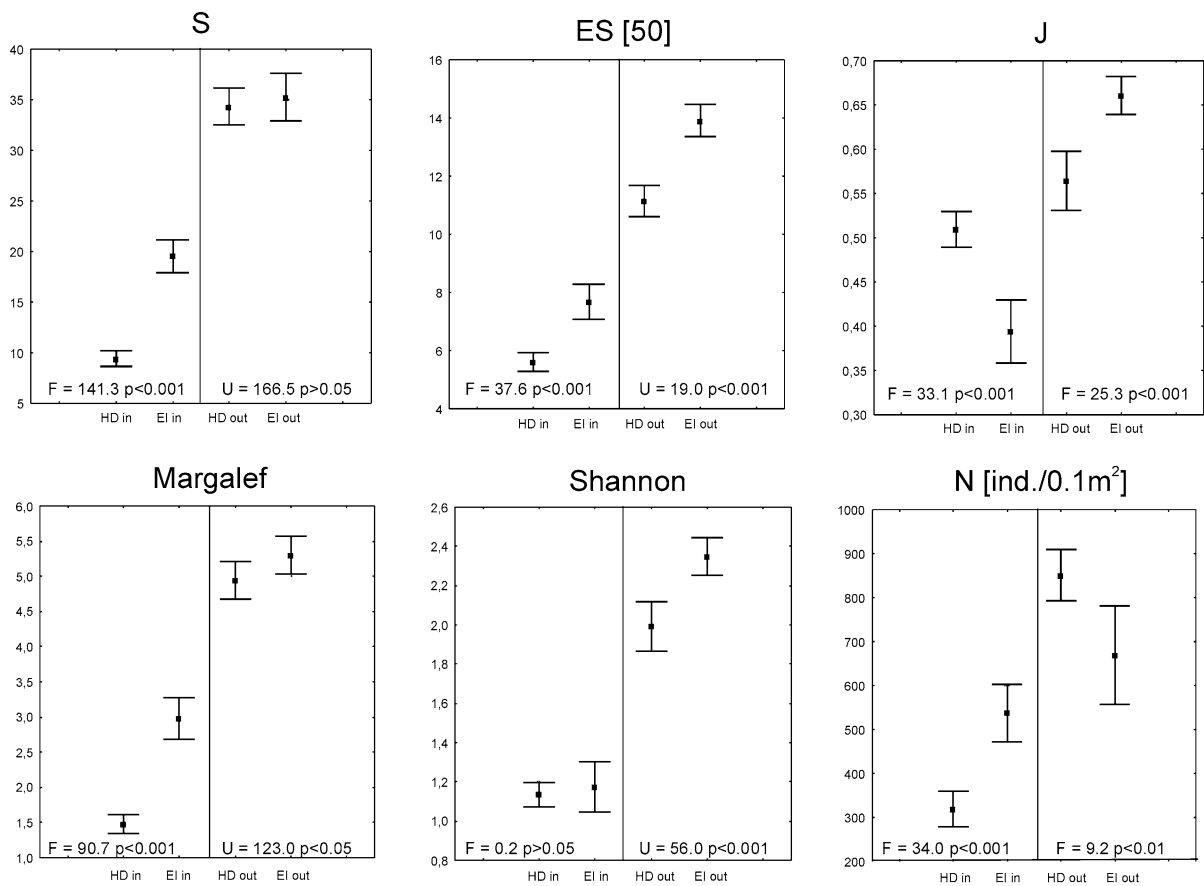 S
40
35
30
25
20
15
10
5
F = 141.3 p<0.001
U = 166.5 p>0.05
HD in
EI in
HD out
EI out
ES [50]
16
14
12
10
8
6
4
F = 37.6 p<0.001
U = 19.0 p<0.001
HD in
EI in
HD out
EI out
J
0,70
0,65
0,60
0,55
0,50
0,45
0,40
0,35
0,30
F = 33.1 p<0.001
F = 25.3 p<0.001
HD in
EI in
HD out
EI out
Margalef
6,0
5,5
5,0
4,5
4,0
3,5
3,0
2,5
2,0
1,5
1,0
F = 90.7 p<0.001
U = 123.0 p<0.05
HD in
EI in
HD out
EI out
Shannon
2,6
2,4
2,2
2,0
1,8
1,6
1,4
1,2
1,0
0,8
F = 0.2 p>0.05
U = 56.0 p<0.001
HD in
EI in
HD out
EI out
N [ind./0.1m²]
1000
900
800
700
600
500
400
300
200
F = 34.0 p<0.001
F = 9.2 p<0.01
HD in
EI in
HD out
EI out